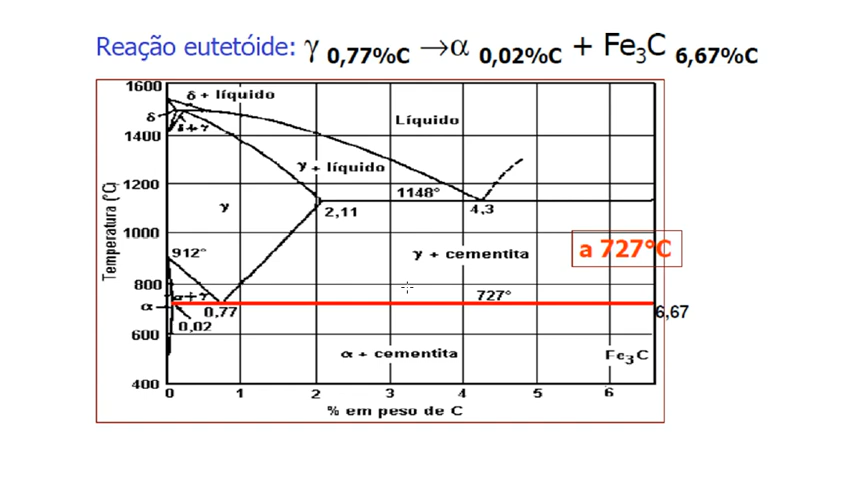 Reação eutetóide: γ 0,77%C → α 0,02%C + Fe3C 6,67%C
1600
δ + líquido
δ
Líquido
δ+γ
1400
γ + líquido
1200
1148°
γ
2,11
4,3
1000
Temperatura (°C)
912°
γ + cementita
a 727°C
800
α+γ
727°
α
0,77
6,67
0,02
600
α + cementita
Fe3C
400
0 1 2 3 4 5 6
% em peso de C